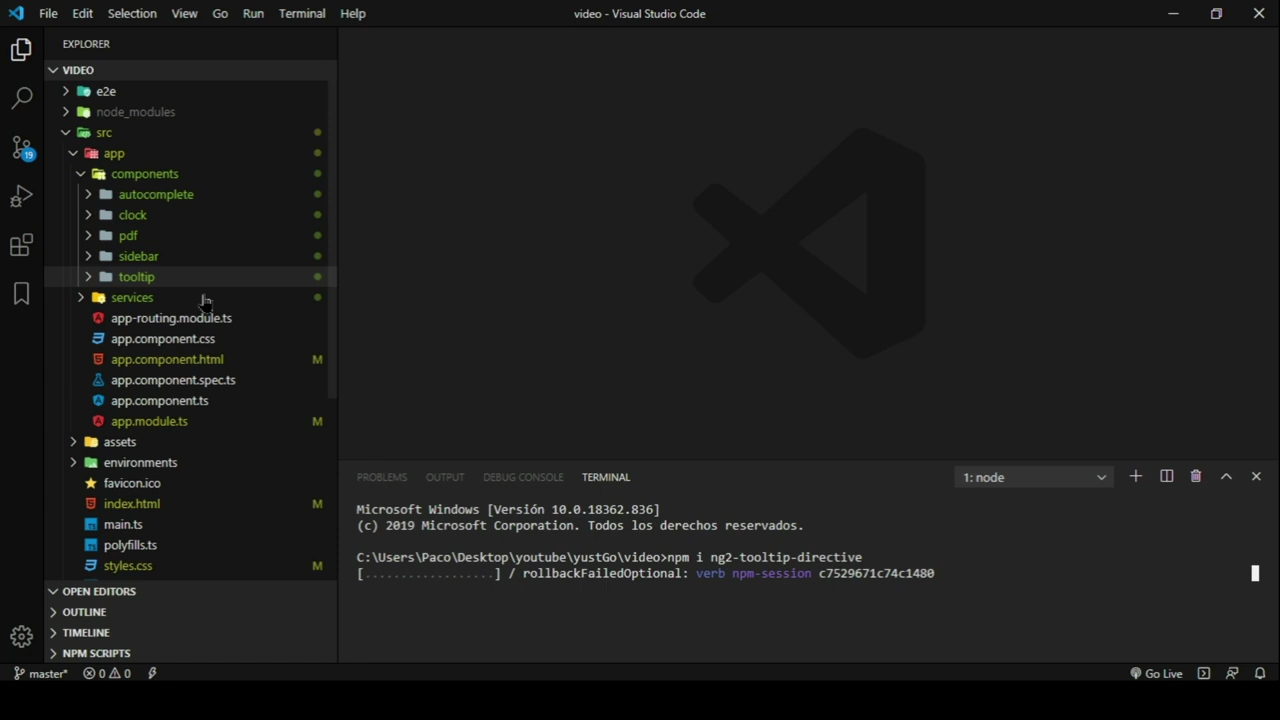 File Edit Selection View Go Run Terminal Help
video - Visual Studio Code
EXPLORER
VIDEO
e2e
node_modules
src
app
components
autocomplete
clock
pdf
sidebar
tooltip
services
app-routing.module.ts
app.component.css
app.component.html M
app.component.spec.ts
app.component.ts
app.module.ts M
assets
environments
favicon.ico
index.html M
main.ts
polyfills.ts
styles.css M
OPEN EDITORS
OUTLINE
TIMELINE
NPM SCRIPTS
19
PROBLEMS OUTPUT DEBUG CONSOLE TERMINAL
1: node
Microsoft Windows [Versión 10.0.18362.836]
(c) 2019 Microsoft Corporation. Todos los derechos reservados.
C:\Users\Paco\Desktop\youtube\yustGo\video>npm i ng2-tooltip-directive
[..................] / rollbackFailedOptional: verb npm-session c7529671c74c1480
master* 0 0
Go Live